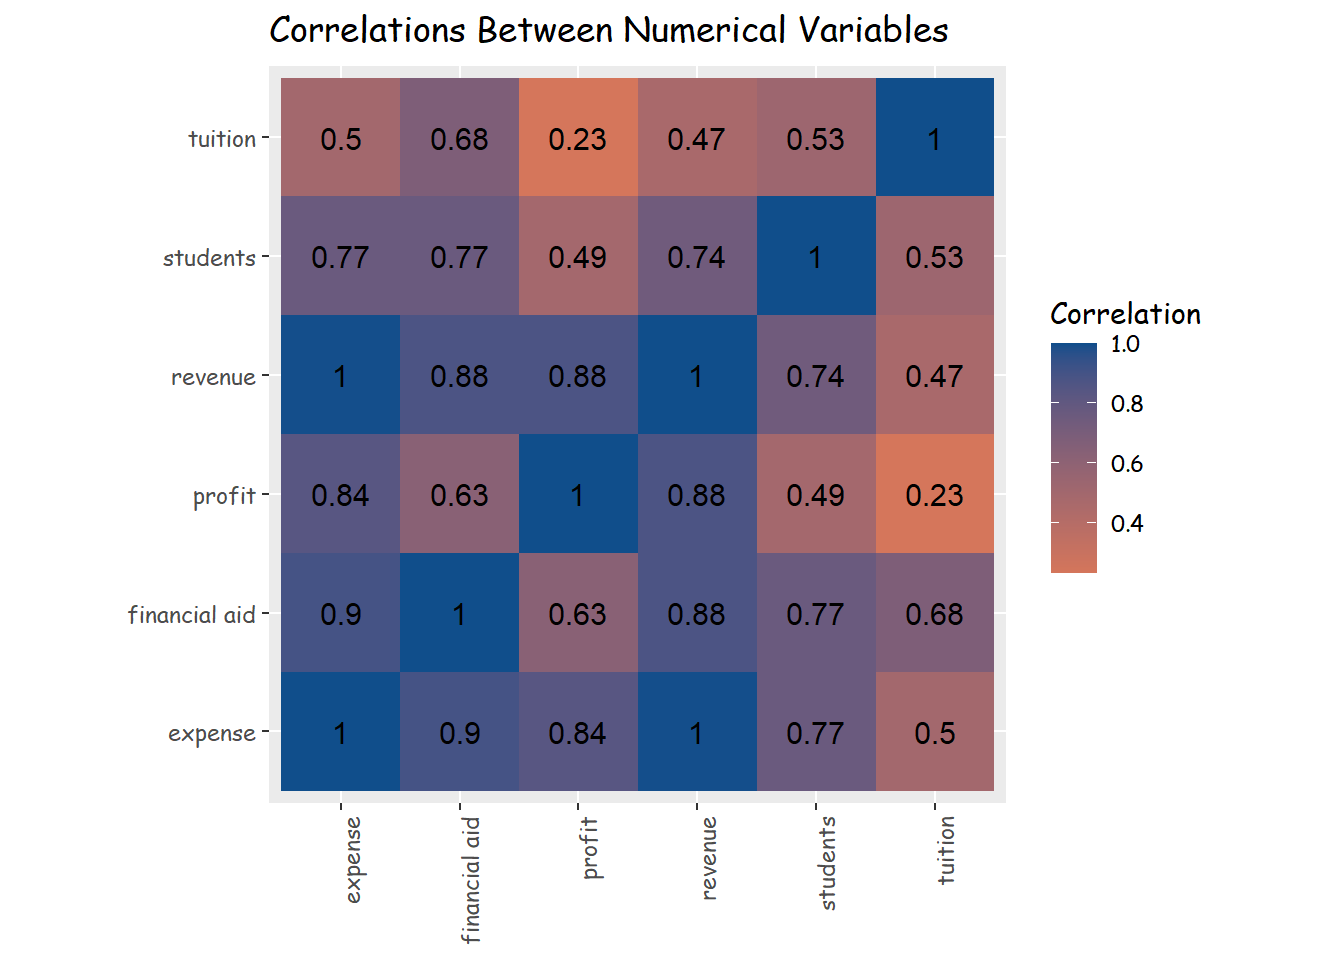 Correlations Between Numerical Variables
tuition 0.5 0.68 0.23 0.47 0.53 1
students 0.77 0.77 0.49 0.74 1 0.53
revenue 1 0.88 0.88 1 0.74 0.47
profit 0.84 0.63 1 0.88 0.49 0.23
financial aid 0.9 1 0.63 0.88 0.77 0.68
expense 1 0.9 0.84 1 0.77 0.5
expense
financial aid
profit
revenue
students
tuition
Correlation
1.0
0.8
0.6
0.4